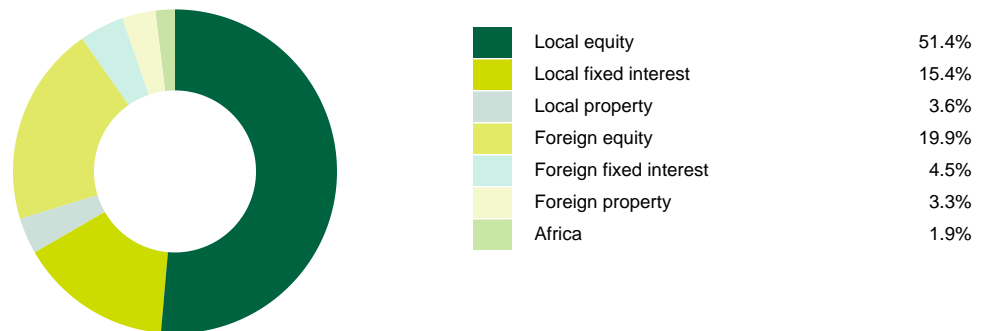 Local equity 51.4%
Local fixed interest 15.4%
Local property 3.6%
Foreign equity 19.9%
Foreign fixed interest 4.5%
Foreign property 3.3%
Africa 1.9%